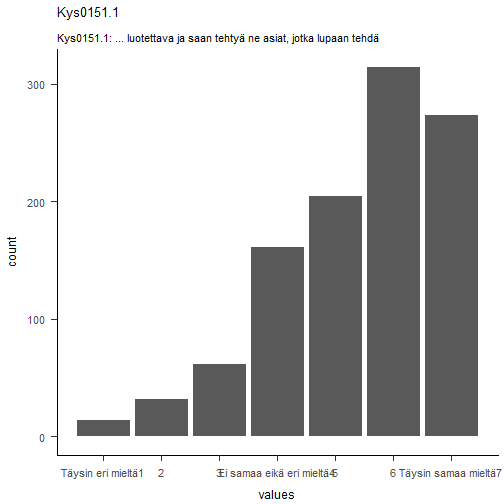 Kys0151.1
Kys0151.1: ... luotettava ja saan tehtyä ne asiat, jotka lupaan tehdä
300
200
100
0
count
Täysin eri mieltä1 2 3 Ei samaa eikä eri mieltä4 5 6 Täysin samaa mieltä7
values